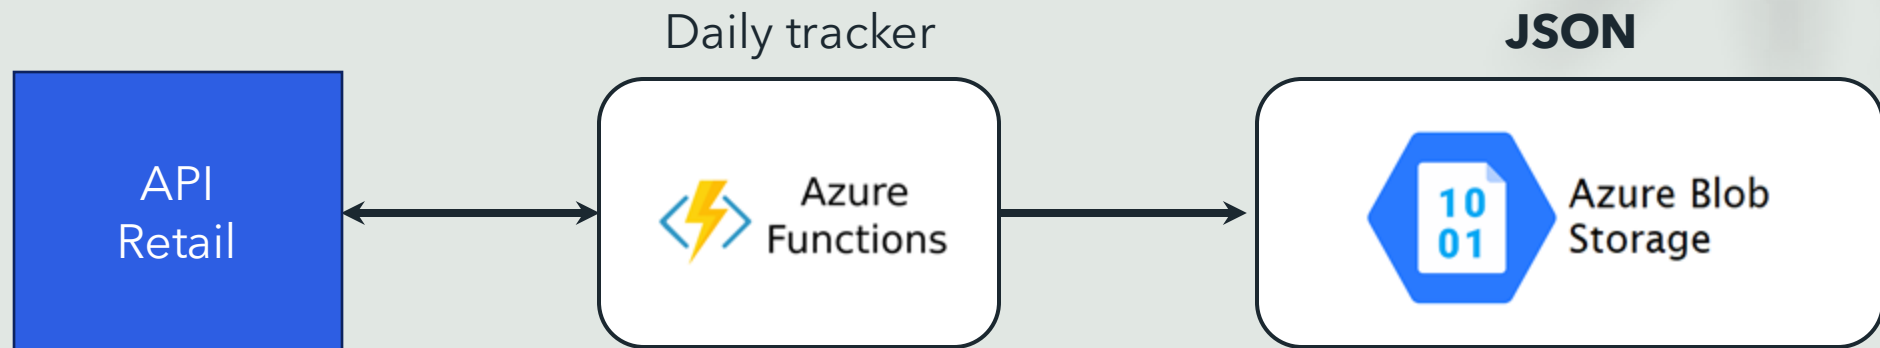 Daily tracker
JSON
API
Retail
Azure
Functions
10
01
Azure Blob
Storage